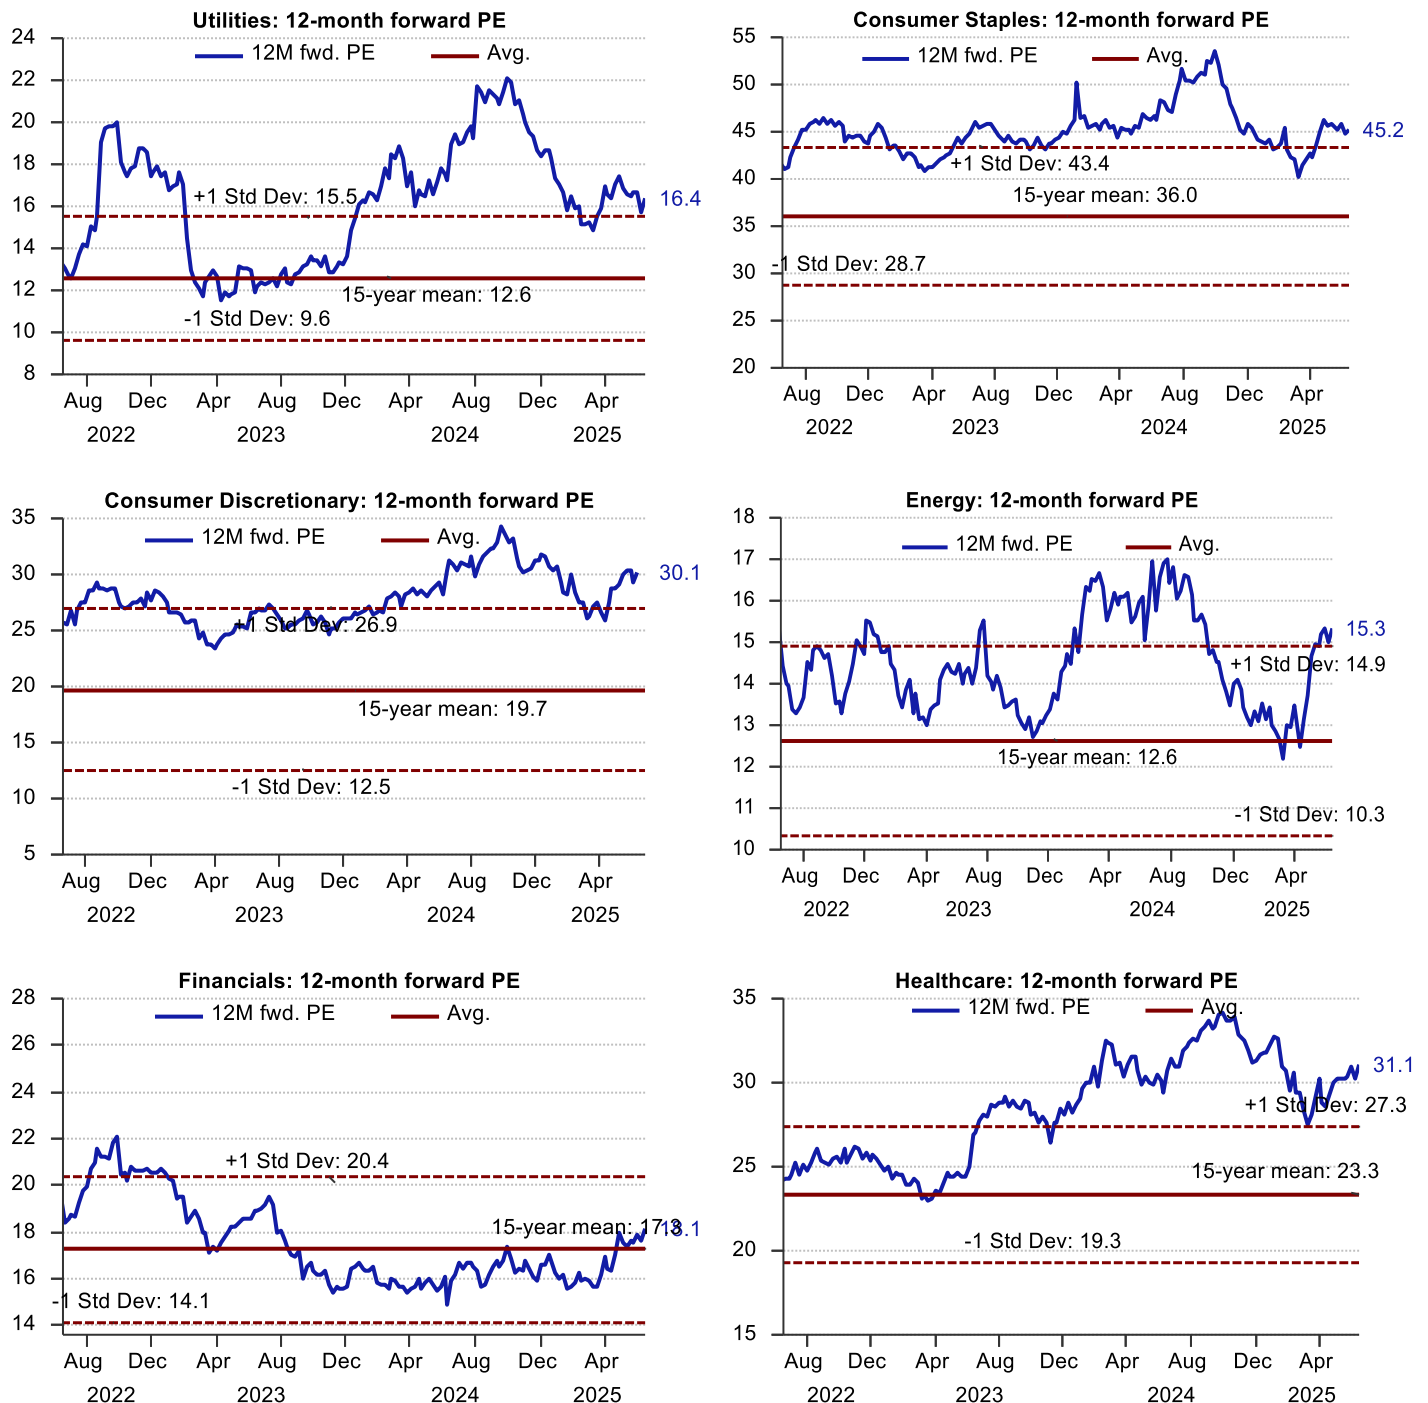 Utilities: 12-month forward PE
12M fwd. PE
Avg.
24
22
20
18
16
14
12
10
8
+1 Std Dev: 15.5
16.4
15-year mean: 12.6
-1 Std Dev: 9.6
Aug Dec Apr Aug Dec Apr Aug Dec Apr
2022 2023 2024 2025
Consumer Staples: 12-month forward PE
12M fwd. PE
Avg.
55
50
45
40
35
30
25
20
45.2
+1 Std Dev: 43.4
15-year mean: 36.0
-1 Std Dev: 28.7
Aug Dec Apr Aug Dec Apr Aug Dec Apr
2022 2023 2024 2025
Consumer Discretionary: 12-month forward PE
12M fwd. PE
Avg.
35
30
25
20
15
10
5
30.1
+1 Std Dev: 26.9
15-year mean: 19.7
-1 Std Dev: 12.5
Aug Dec Apr Aug Dec Apr Aug Dec Apr
2022 2023 2024 2025
Energy: 12-month forward PE
12M fwd. PE
Avg.
18
17
16
15
14
13
12
11
10
15.3
+1 Std Dev: 14.9
15-year mean: 12.6
-1 Std Dev: 10.3
Aug Dec Apr Aug Dec Apr Aug Dec Apr
2022 2023 2024 2025
Financials: 12-month forward PE
12M fwd. PE
Avg.
28
26
24
22
20
18
16
14
+1 Std Dev: 20.4
15-year mean: 17.3
18.1
-1 Std Dev: 14.1
Aug Dec Apr Aug Dec Apr Aug Dec Apr
2022 2023 2024 2025
Healthcare: 12-month forward PE
12M fwd. PE
Avg.
35
30
25
20
15
31.1
+1 Std Dev: 27.3
15-year mean: 23.3
-1 Std Dev: 19.3
Aug Dec Apr Aug Dec Apr Aug Dec Apr
2022 2023 2024 2025